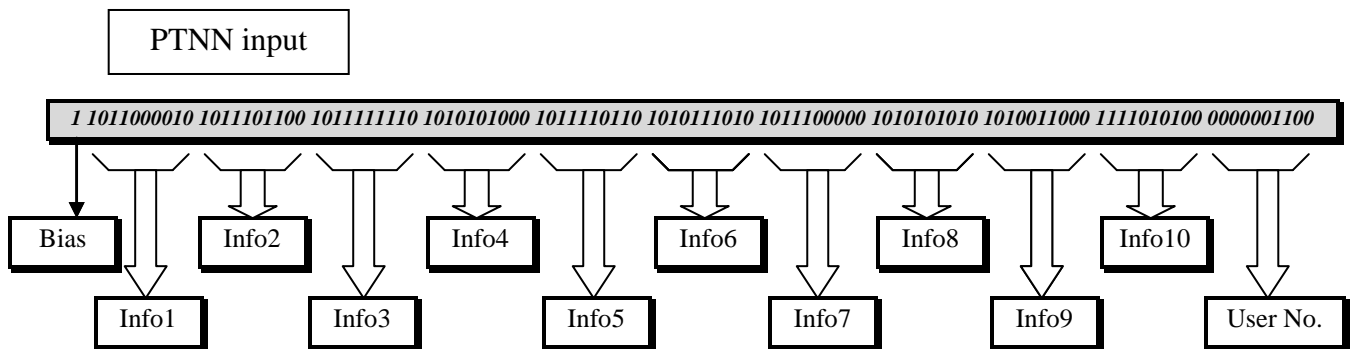 PTNN input
1 1011000010 1011101100 1011111110 1010101000 1011110110 1010111010 1011100000 1010101010 1010011000 1111010100 0000001100
Bias Info2 Info4 Info6 Info8 Info10
Info1 Info3 Info5 Info7 Info9 User No.